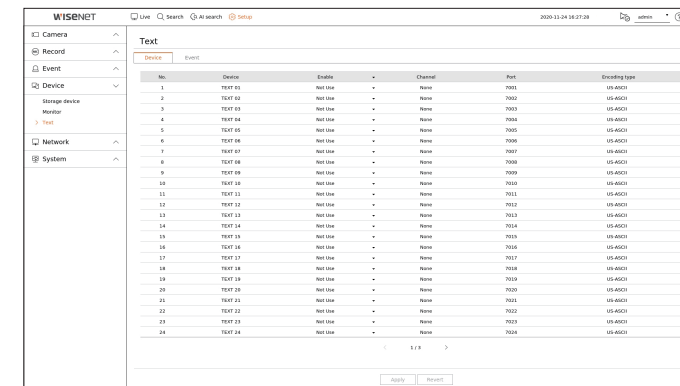 WISENET Live Search AI search Setup 2020-11-24 16:27:28 admin
Camera
Record
Event
Device
Storage device
Monitor
> Text
Network
System
Text
Device Event
No. Device Enable Channel Port Encoding type
1 TEXT 01 Not Use None 7001 US-ASCII
2 TEXT 02 Not Use None 7002 US-ASCII
3 TEXT 03 Not Use None 7003 US-ASCII
4 TEXT 04 Not Use None 7004 US-ASCII
5 TEXT 05 Not Use None 7005 US-ASCII
6 TEXT 06 Not Use None 7006 US-ASCII
7 TEXT 07 Not Use None 7007 US-ASCII
8 TEXT 08 Not Use None 7008 US-ASCII
9 TEXT 09 Not Use None 7009 US-ASCII
10 TEXT 10 Not Use None 7010 US-ASCII
11 TEXT 11 Not Use None 7011 US-ASCII
12 TEXT 12 Not Use None 7012 US-ASCII
13 TEXT 13 Not Use None 7013 US-ASCII
14 TEXT 14 Not Use None 7014 US-ASCII
15 TEXT 15 Not Use None 7015 US-ASCII
16 TEXT 16 Not Use None 7016 US-ASCII
17 TEXT 17 Not Use None 7017 US-ASCII
18 TEXT 18 Not Use None 7018 US-ASCII
19 TEXT 19 Not Use None 7019 US-ASCII
20 TEXT 20 Not Use None 7020 US-ASCII
21 TEXT 21 Not Use None 7021 US-ASCII
22 TEXT 22 Not Use None 7022 US-ASCII
23 TEXT 23 Not Use None 7023 US-ASCII
24 TEXT 24 Not Use None 7024 US-ASCII
< 1 / 3 >
Apply Revert